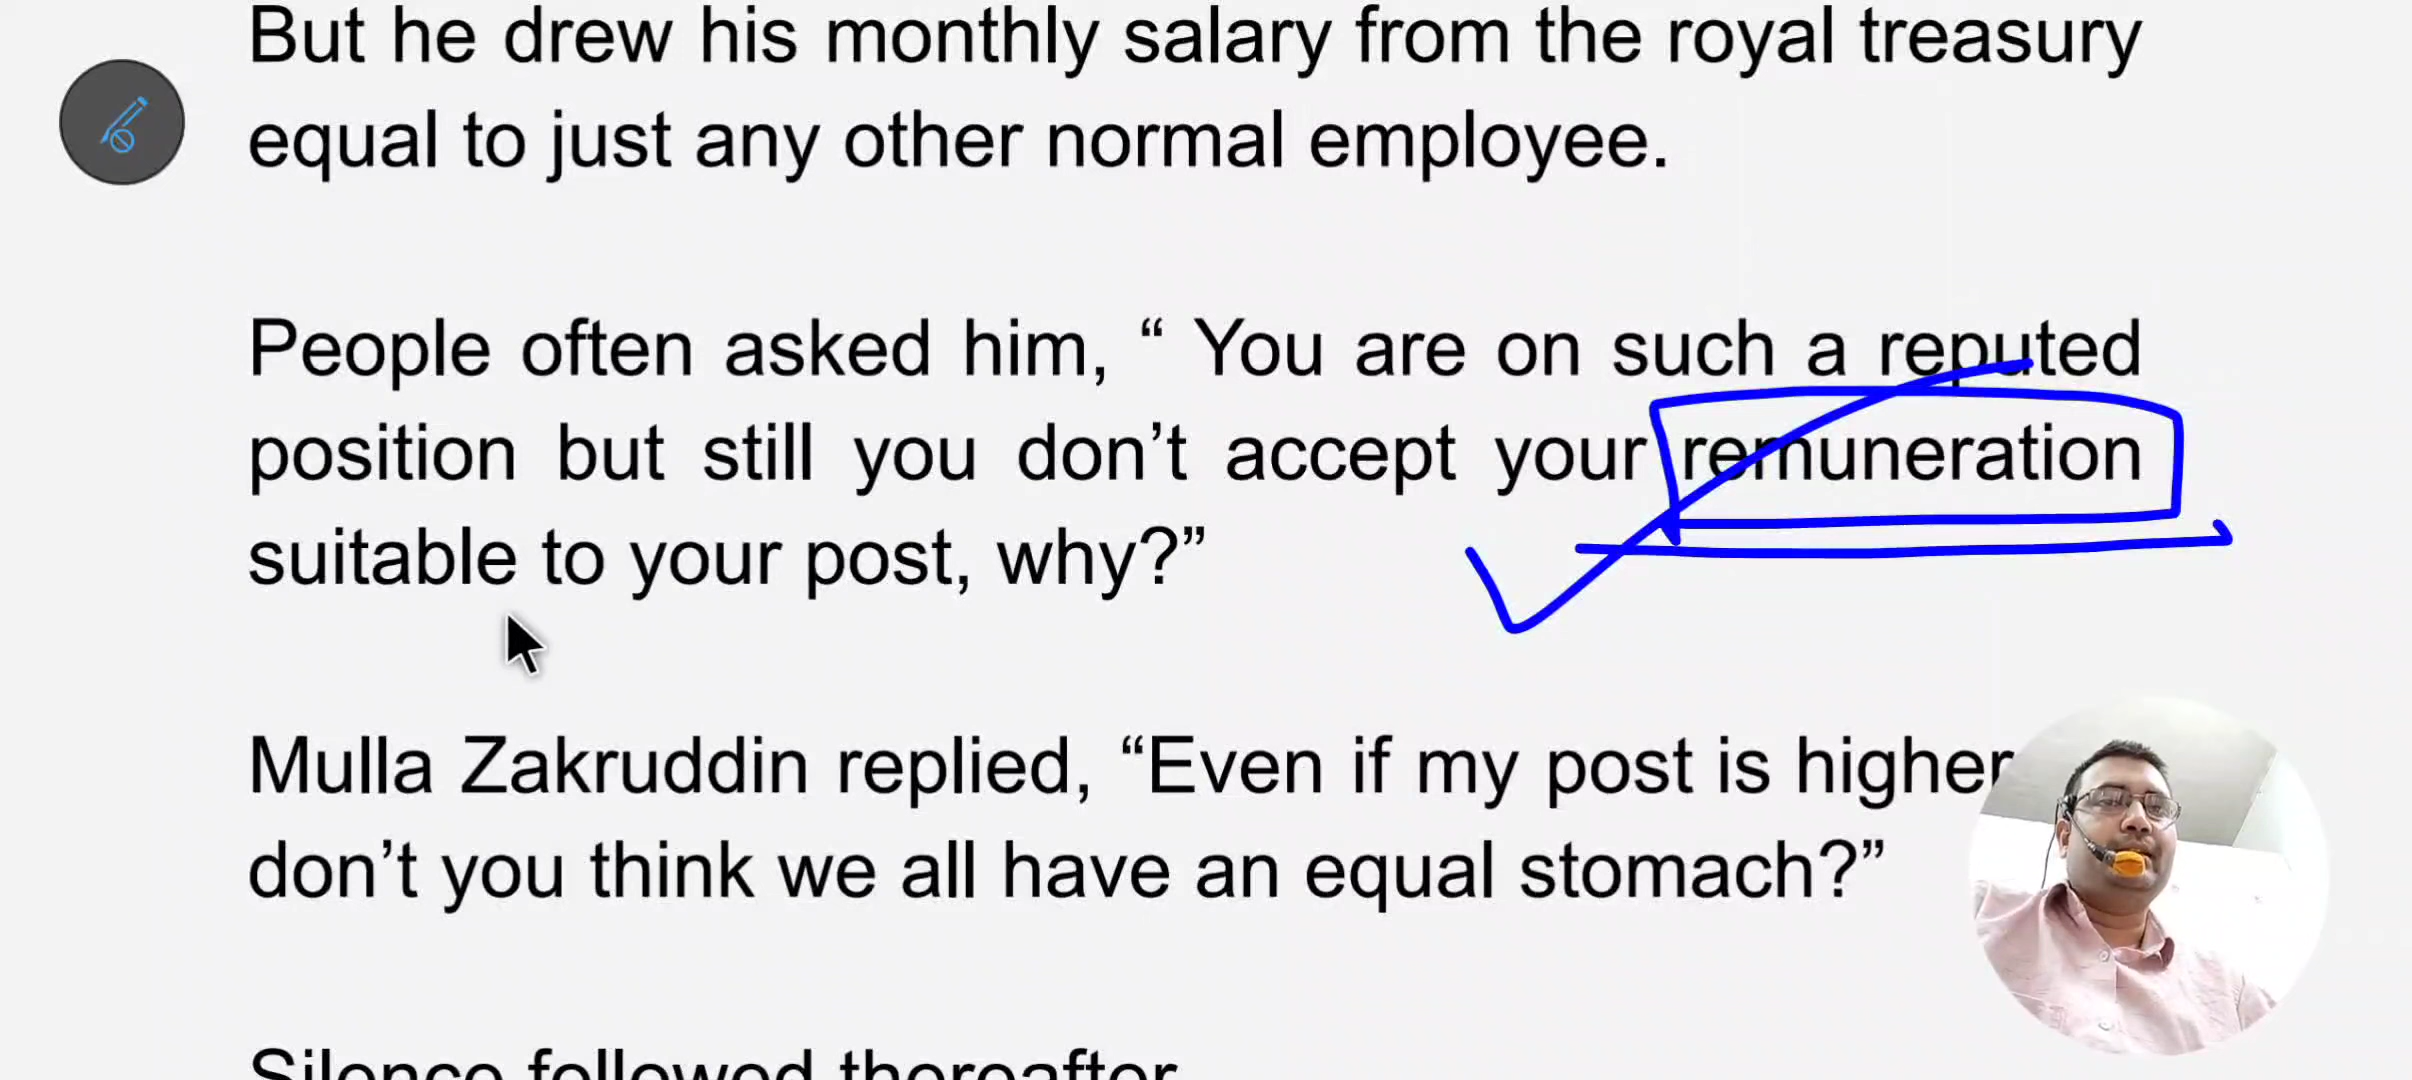 But he drew his monthly salary from the royal treasury
equal to just any other normal employee.
People often asked him, “ You are on such a reputed
position but still you don’t accept your remuneration
suitable to your post, why?”
Mulla Zakruddin replied, “Even if my post is higher
don’t you think we all have an equal stomach?”
Silence followed thereafter